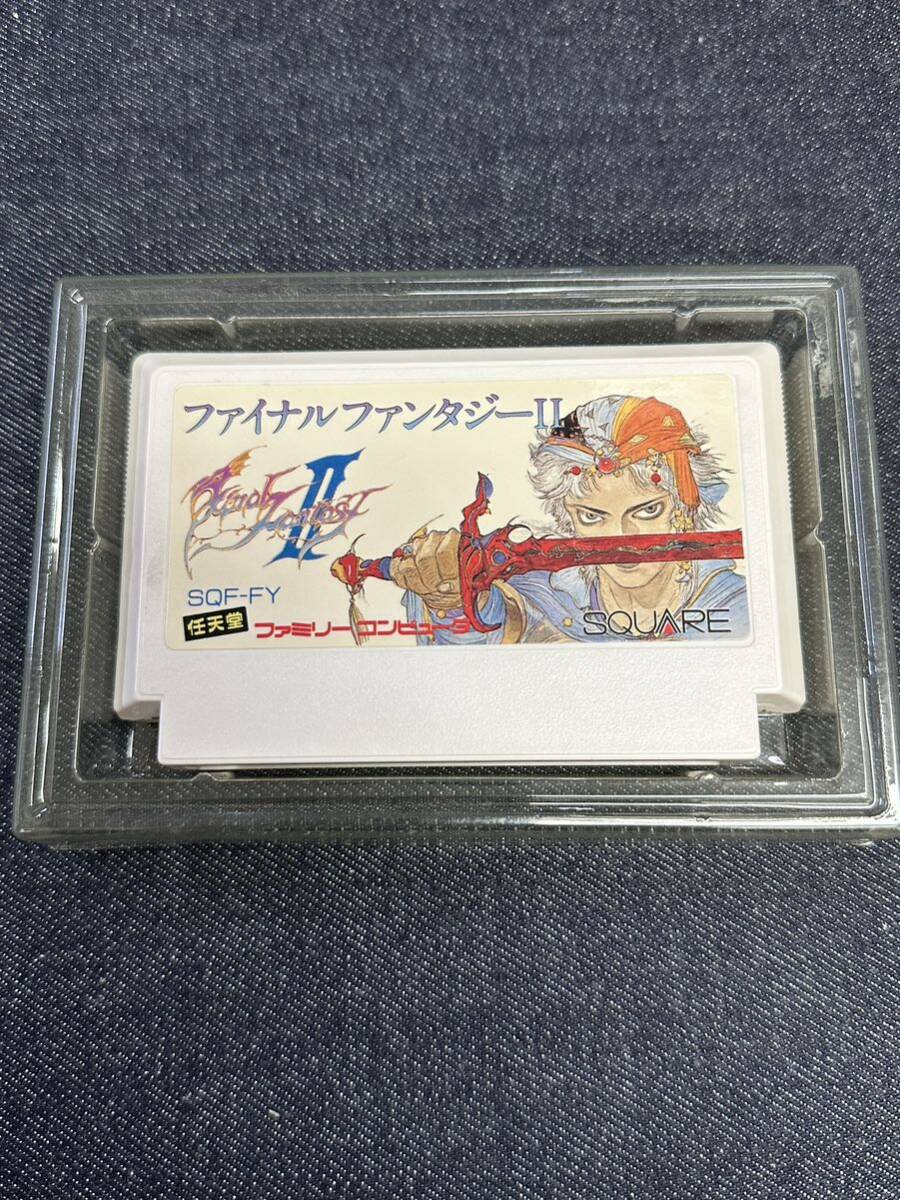 ファイナルファンタジーII
Final Fantasy II
SQF-FY
任天堂 ファミリーコンピュータ
SQUARE